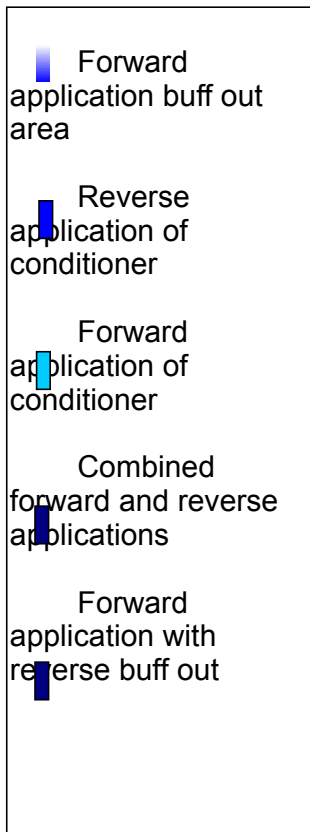 Forward
application buff out
area
Reverse
application of
conditioner
Forward
application of
conditioner
Combined
forward and reverse
applications
Forward
application with
reverse buff out